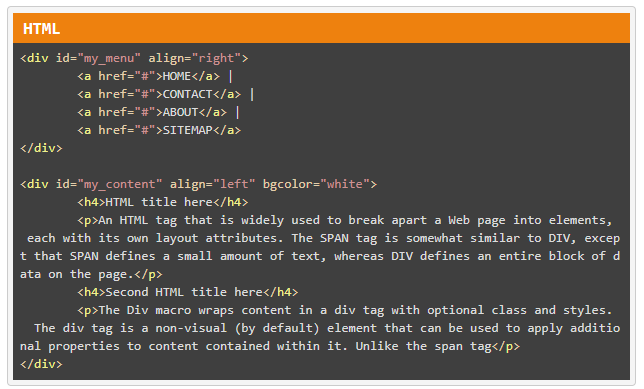 HTML
<div id="my_menu" align="right">
        <a href="#">HOME</a> |
        <a href="#">CONTACT</a> |
        <a href="#">ABOUT</a> |
        <a href="#">SITEMAP</a>
</div>

<div id="my_content" align="left" bgcolor="white">
        <h4>HTML title here</h4>
        <p>An HTML tag that is widely used to break apart a Web page into elements,
 each with its own layout attributes. The SPAN tag is somewhat similar to DIV, excep
t that SPAN defines a small amount of text, whereas DIV defines an entire block of d
ata on the page.</p>
        <h4>Second HTML title here</h4>
        <p>The Div macro wraps content in a div tag with optional class and styles.
  The div tag is a non-visual (by default) element that can be used to apply additio
nal properties to content contained within it. Unlike the span tag</p>
</div>